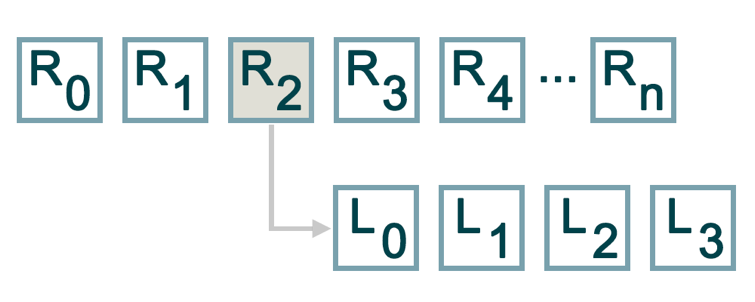 R₀ R₁ R₂ R₃ R₄ ... Rₙ
L₀ L₁ L₂ L₃